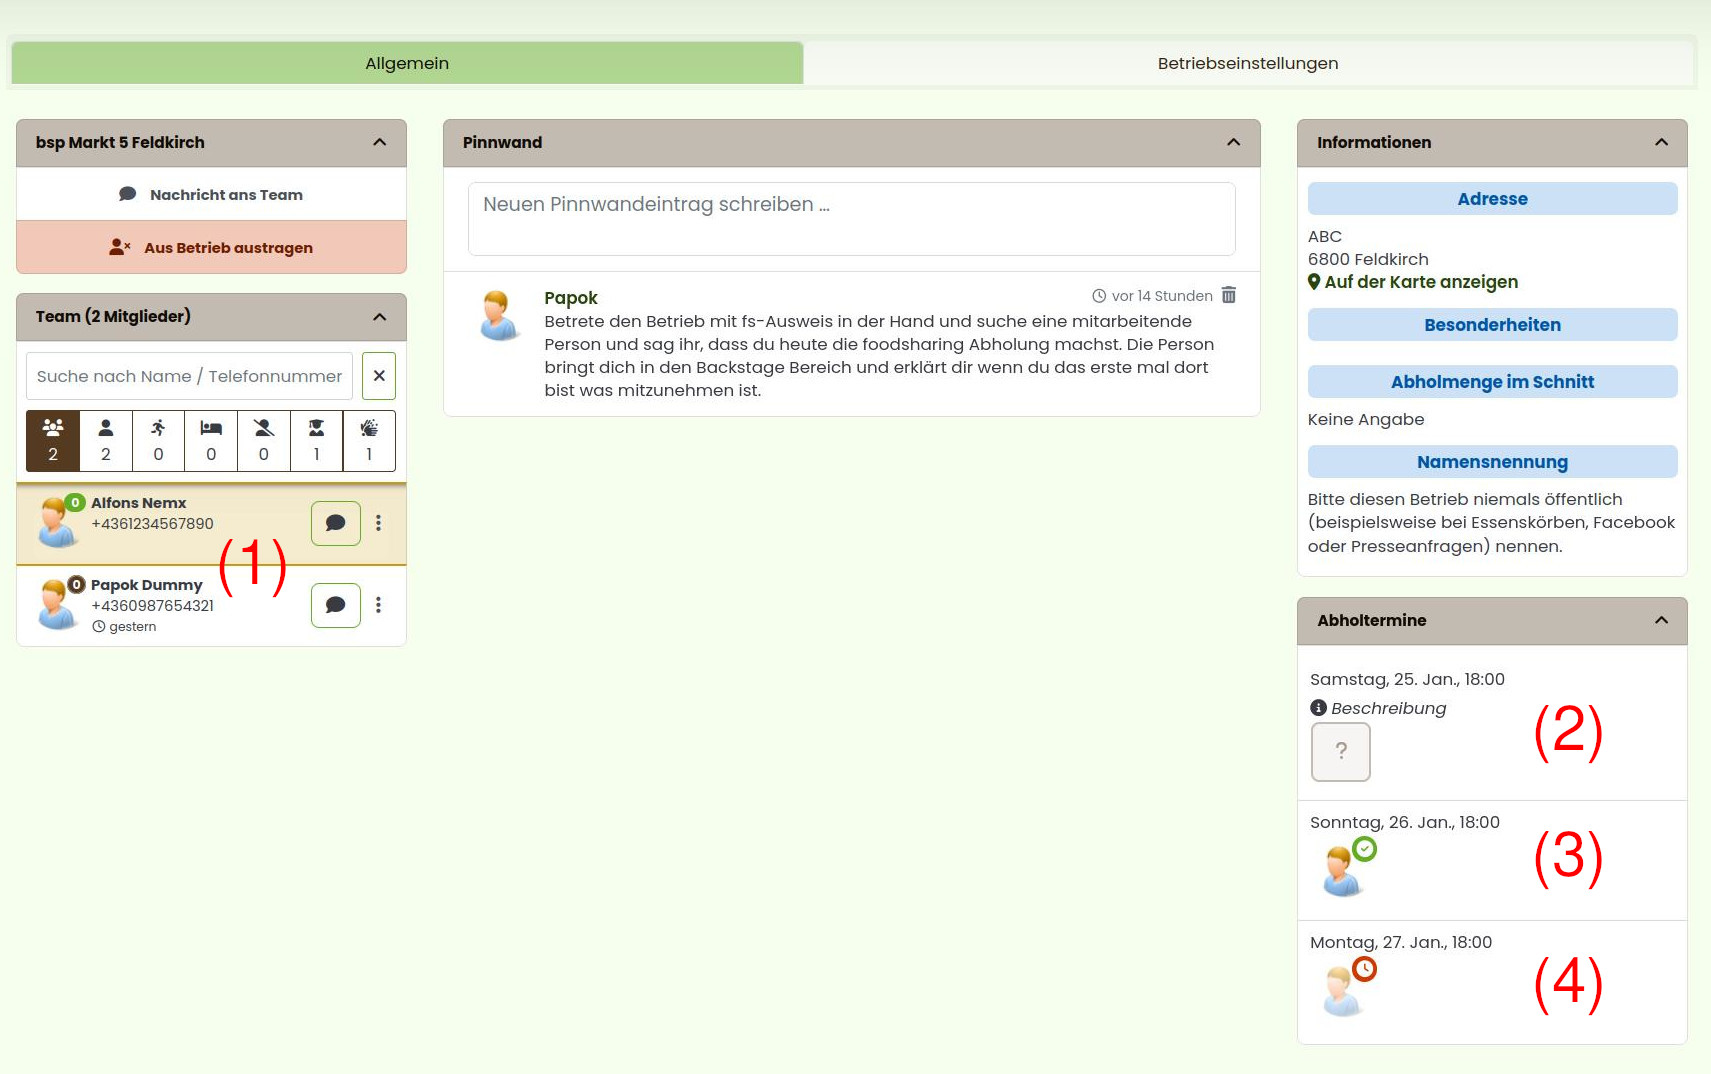 Allgemein
Betriebseinstellungen
bsp Markt 5 Feldkirch
Nachricht ans Team
Aus Betrieb austragen
Team (2 Mitglieder)
Suche nach Name / Telefonnummer
2 2 0 0 0 1 1
0 Alfons Nemx
+4361234567890
(1)
0 Papok Dummy
+4360987654321
gestern
Pinnwand
Neuen Pinnwandeintrag schreiben ...
Papok vor 14 Stunden
Betrete den Betrieb mit fs-Ausweis in der Hand und suche eine mitarbeitende
Person und sag ihr, dass du heute die foodsharing Abholung machst. Die Person
bringt dich in den Backstage Bereich und erklärt dir wenn du das erste mal dort
bist was mitzunehmen ist.
Informationen
Adresse
ABC
6800 Feldkirch
Auf der Karte anzeigen
Besonderheiten
Abholmenge im Schnitt
Keine Angabe
Namensnennung
Bitte diesen Betrieb niemals öffentlich
(beispielsweise bei Essenskörben, Facebook
oder Presseanfragen) nennen.
Abholtermine
Samstag, 25. Jan., 18:00
Beschreibung
(2)
?
Sonntag, 26. Jan., 18:00
(3)
Montag, 27. Jan., 18:00
(4)